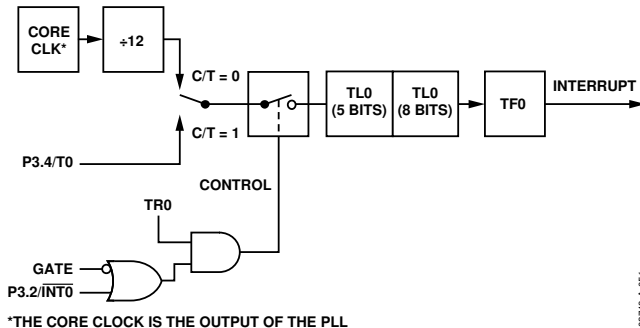 CORE
CLK*
÷12
C/T = 0
C/T = 1
P3.4/T0
TL0
(5 BITS)
TL0
(8 BITS)
TF0
INTERRUPT
CONTROL
TR0
GATE
P3.2/INT0
*THE CORE CLOCK IS THE OUTPUT OF THE PLL